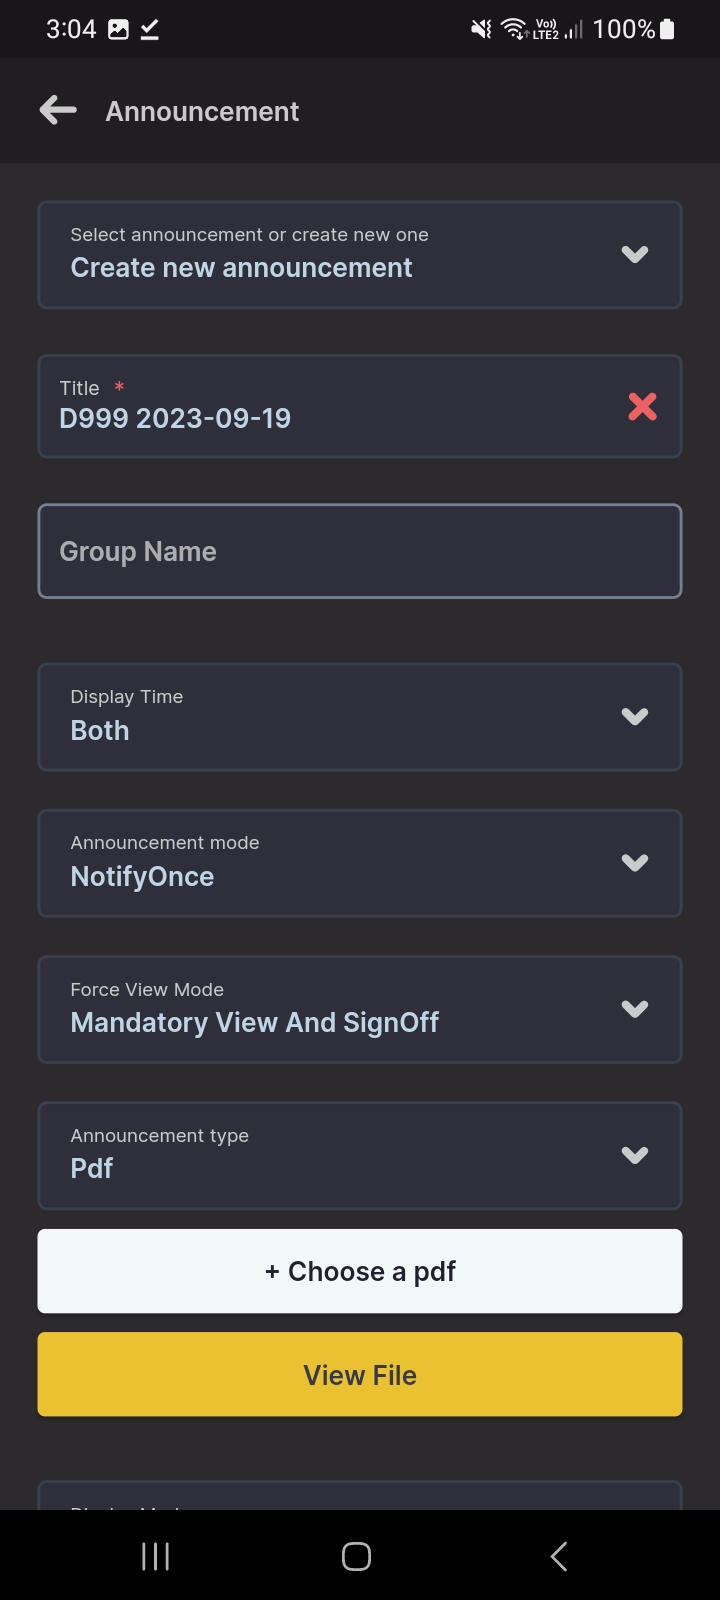 3:04
Vo))
LTE2
100%
Announcement
Select announcement or create new one
Create new announcement
Title *
D999 2023-09-19
Group Name
Display Time
Both
Announcement mode
NotifyOnce
Force View Mode
Mandatory View And SignOff
Announcement type
Pdf
+ Choose a pdf
View File